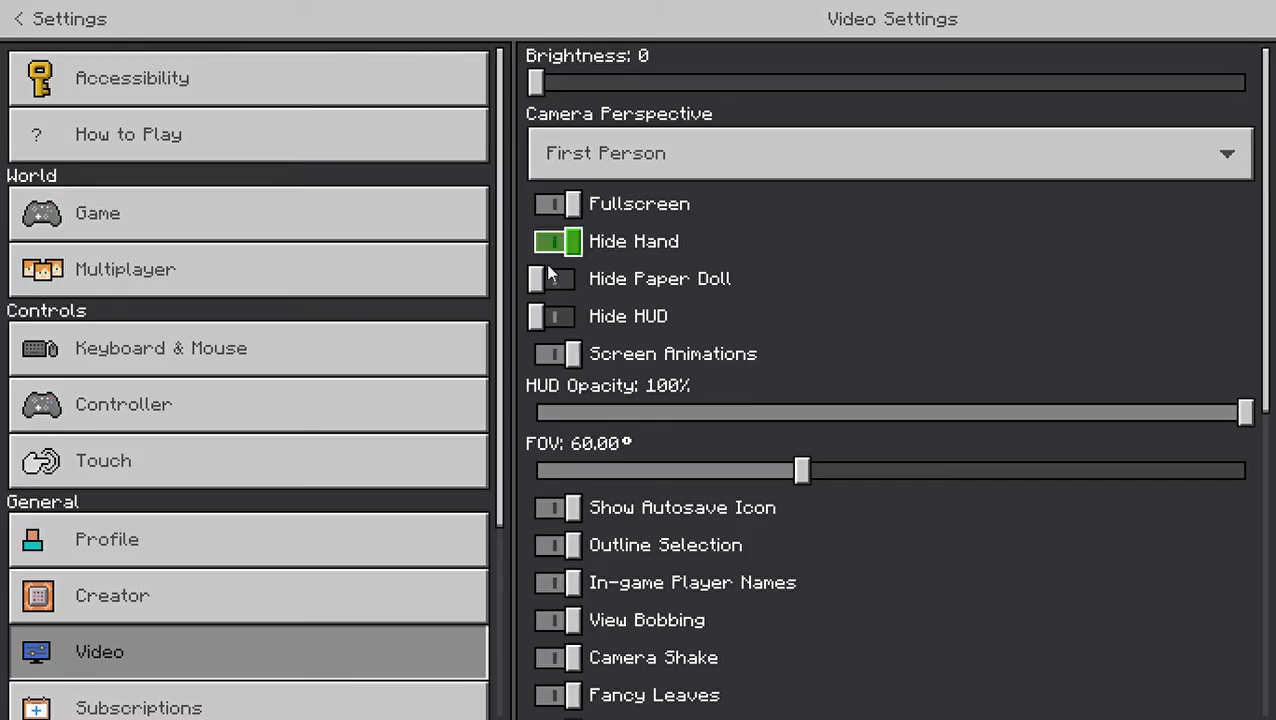 Settings
Video Settings
Accessibility
? How to Play
World
Game
Multiplayer
Controls
Keyboard & Mouse
Controller
Touch
General
Profile
Creator
Video
Subscriptions
Brightness: 0
Camera Perspective
First Person
Fullscreen
Hide Hand
Hide Paper Doll
Hide HUD
Screen Animations
HUD Opacity: 100%
FOV: 60.00°
Show Autosave Icon
Outline Selection
In-game Player Names
View Bobbing
Camera Shake
Fancy Leaves